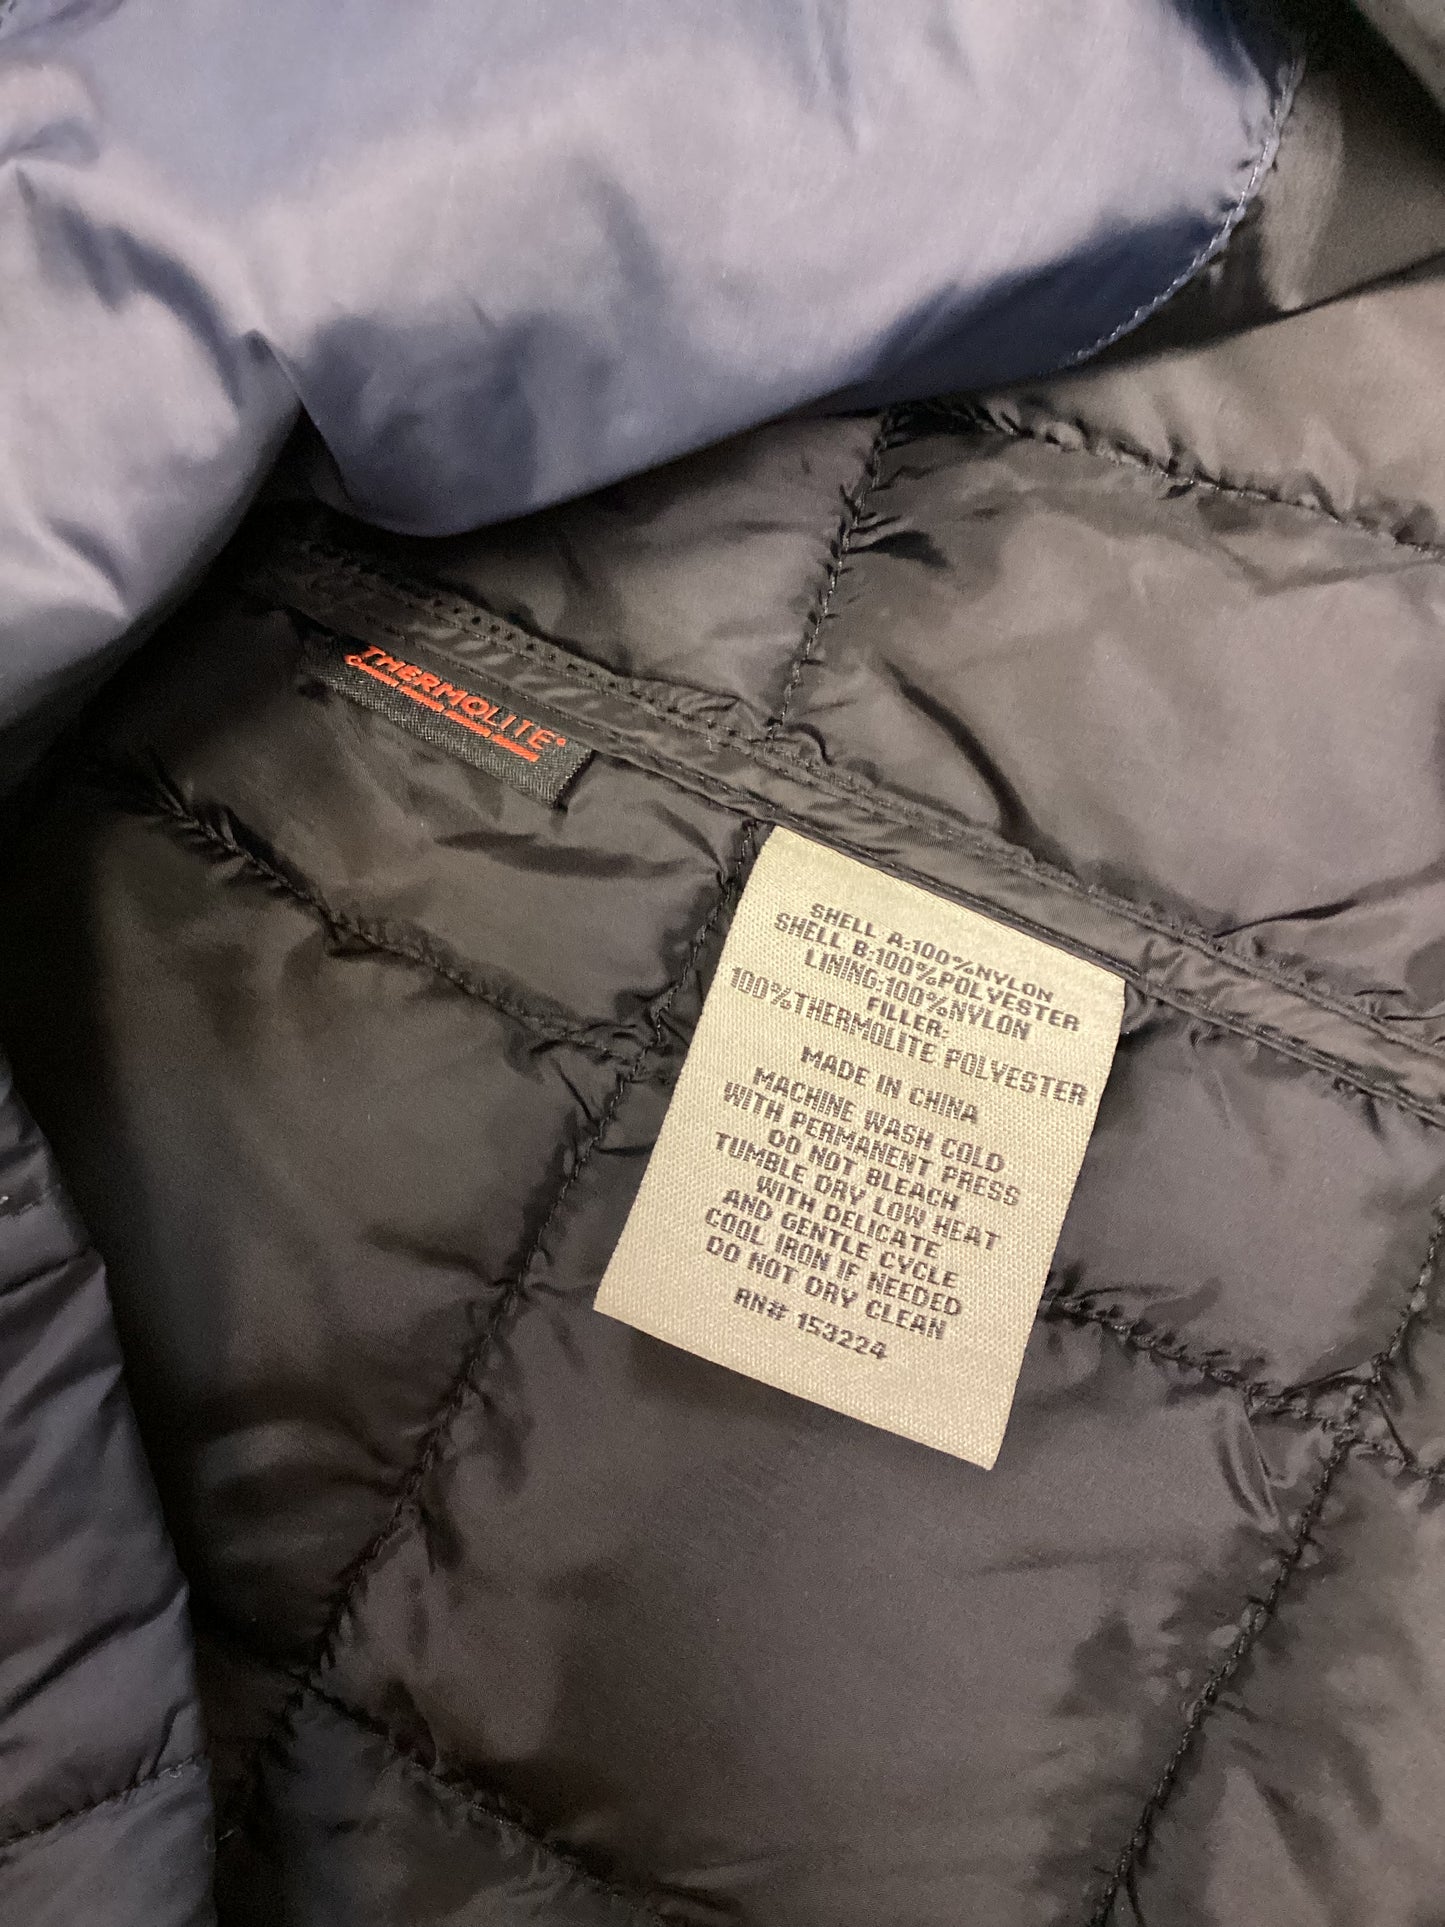 THERMOLITE®
SHELL A:100%NYLON
SHELL B:100%POLYESTER
LINING:100%NYLON
FILLER:
100%THERMOLITE POLYESTER
MADE IN CHINA
MACHINE WASH COLD
WITH PERMANENT PRESS
DO NOT BLEACH
TUMBLE DRY LOW HEAT
WITH DELICATE
AND GENTLE CYCLE
COOL IRON IF NEEDED
DO NOT DRY CLEAN
RN# 153224